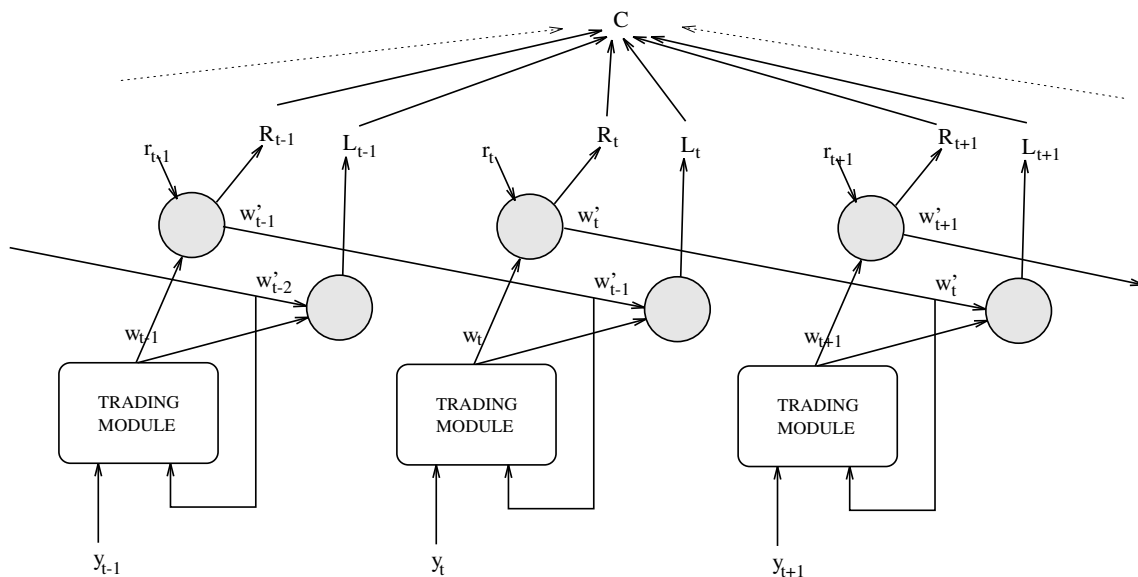 C
R_{t-1}
L_{t-1}
R_t
L_t
R_{t+1}
L_{t+1}
r_{t-1}
r_t
r_{t+1}
w'_{t-1}
w'_t
w'_{t+1}
w'_{t-2}
w'_{t-1}
w'_t
w_{t-1}
w_t
w_{t+1}
TRADING
MODULE
TRADING
MODULE
TRADING
MODULE
y_{t-1}
y_t
y_{t+1}